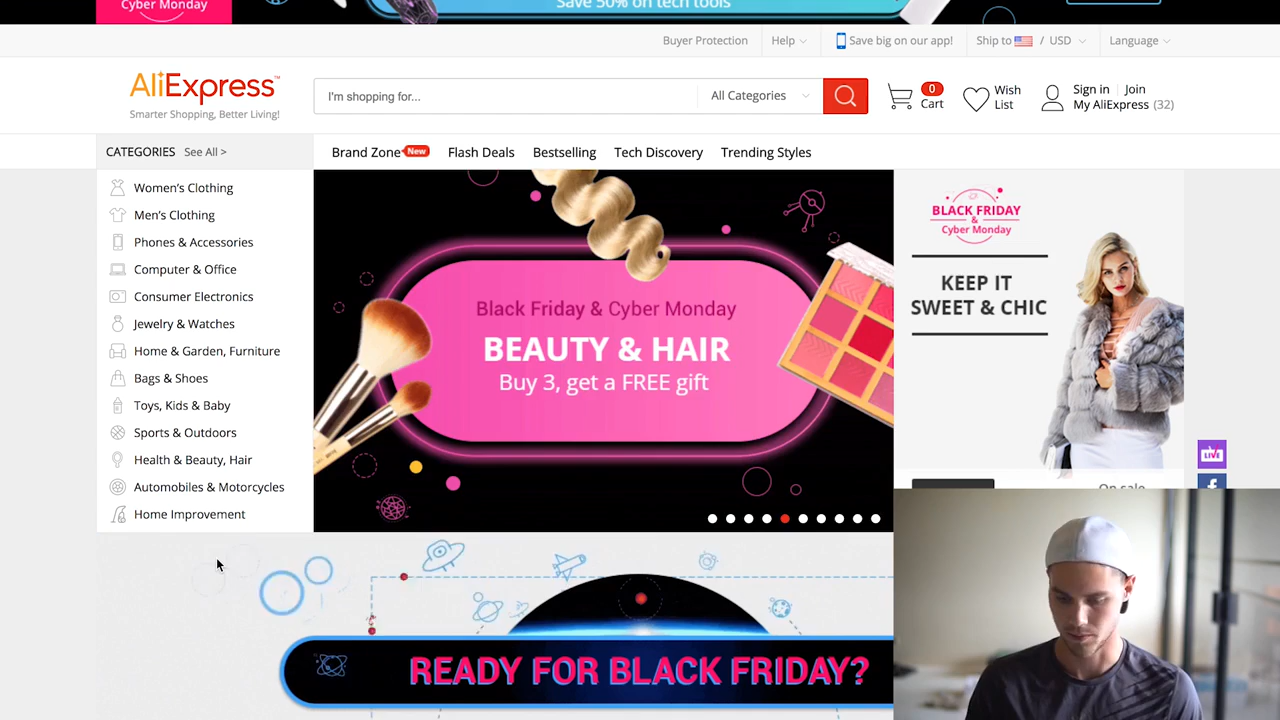 Cyber Monday
Save 50% on tech tools
Buyer Protection
Help
Save big on our app!
Ship to / USD
Language
AliExpress™
Smarter Shopping, Better Living!
I'm shopping for...
All Categories
0
Cart
Wish
List
Sign in Join
My AliExpress (32)
CATEGORIES See All >
Brand Zone New
Flash Deals
Bestselling
Tech Discovery
Trending Styles
Women's Clothing
Men's Clothing
Phones & Accessories
Computer & Office
Consumer Electronics
Jewelry & Watches
Home & Garden, Furniture
Bags & Shoes
Toys, Kids & Baby
Sports & Outdoors
Health & Beauty, Hair
Automobiles & Motorcycles
Home Improvement
Black Friday & Cyber Monday
BEAUTY & HAIR
Buy 3, get a FREE gift
BLACK FRIDAY
&
Cyber Monday
KEEP IT
SWEET & CHIC
On sale
LIVE
f
READY FOR BLACK FRIDAY?